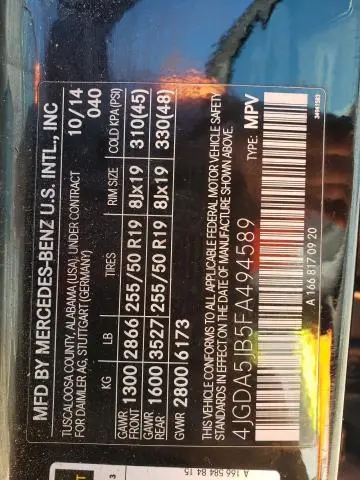 MFD BY MERCEDES-BENZ U.S. INTL., INC
TUSCALOOSA COUNTY, ALABAMA (USA), UNDER CONTRACT
FOR DAIMLER AG, STUTTGART (GERMANY)
10/14
040
KG LB TIRES RIM SIZE COLD KPA (PSI)
GAWR FRONT 1300 2866 255/50 R19 8Jx19 310(45)
GAWR REAR: 1600 3527 255/50 R19 8Jx19 330(48)
GVWR 2800 6173
THIS VEHICLE CONFORMS TO ALL APPLICABLE FEDERAL MOTOR VEHICLE SAFETY
STANDARDS IN EFFECT ON THE DATE OF MANUFACTURE SHOWN ABOVE.
4JGDA5JB5FA494589 TYPE: MPV
A 166 817 09 20
A 166 584 84 15